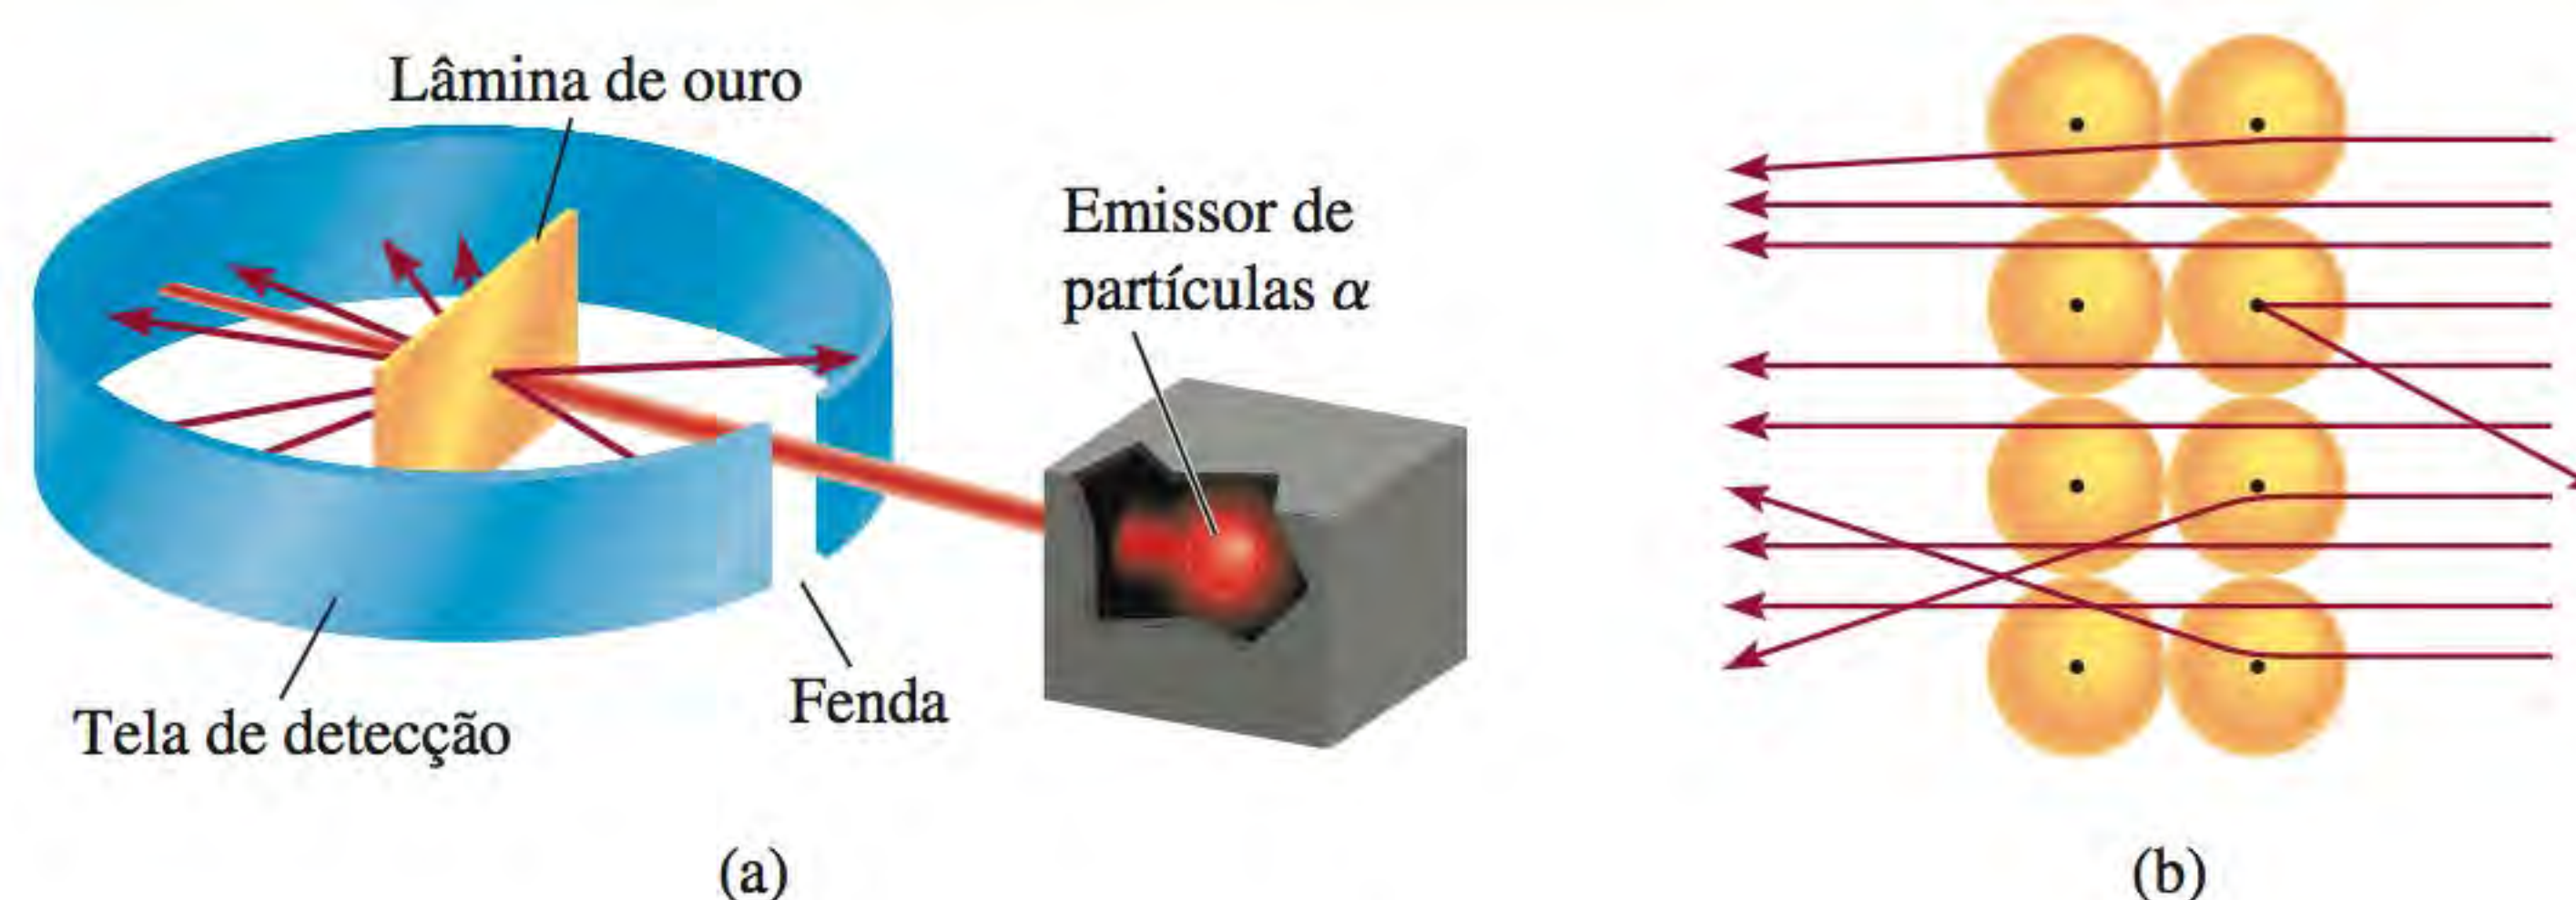 Lâmina de ouro
Emissor de
partículas α
Fenda
Tela de detecção
(a)
(b)